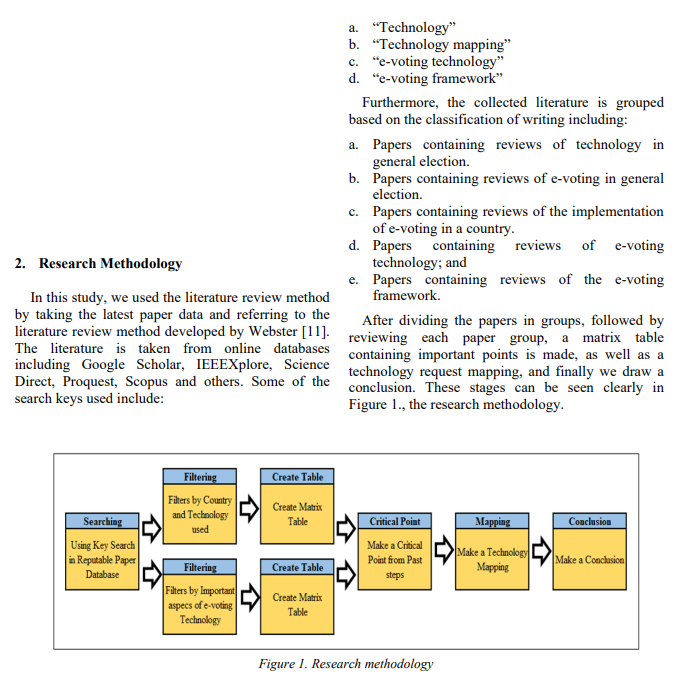 2. Research Methodology
In this study, we used the literature review method
by taking the latest paper data and referring to the
literature review method developed by Webster [11].
The literature is taken from online databases
including Google Scholar, IEEEXplore, Science
Direct, Proquest, Scopus and others. Some of the
search keys used include:
a. “Technology”
b. “Technology mapping”
c. “e-voting technology”
d. “e-voting framework”
Furthermore, the collected literature is grouped
based on the classification of writing including:
a. Papers containing reviews of technology in
general election.
b. Papers containing reviews of e-voting in general
election.
c. Papers containing reviews of the implementation
of e-voting in a country.
d. Papers containing reviews of e-voting
technology; and
e. Papers containing reviews of the e-voting
framework.
After dividing the papers in groups, followed by
reviewing each paper group, a matrix table
containing important points is made, as well as a
technology request mapping, and finally we draw a
conclusion. These stages can be seen clearly in
Figure 1., the research methodology.
Searching
Using Key Search
in Reputable Paper
Database
Filtering
Filters by Country
and Technology
used
Create Table
Create Matrix
Table
Filtering
Filters by Important
aspecs of e-voting
Technology
Create Table
Create Matrix
Table
Critical Point
Make a Critical
Point from Past
steps
Mapping
Make a Technology
Mapping
Conclusion
Make a Conclusion
Figure 1. Research methodology